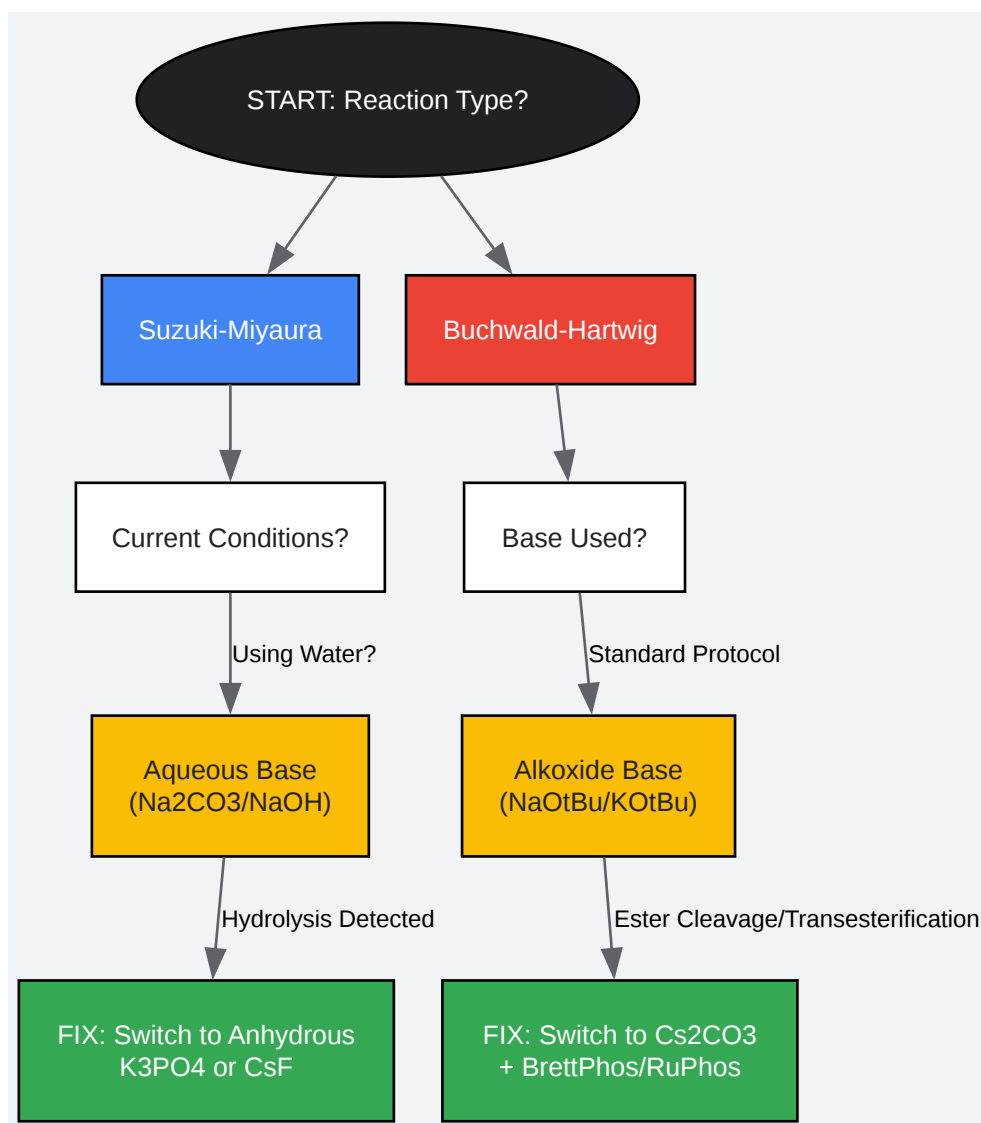 START: Reaction Type?
Suzuki-Miyaura
Buchwald-Hartwig
Current Conditions?
Base Used?
Using Water?
Standard Protocol
Aqueous Base
(Na2CO3/NaOH)
Alkoxide Base
(NaOtBu/KOtBu)
Hydrolysis Detected
Ester Cleavage/Transesterification
FIX: Switch to Anhydrous
K3PO4 or CsF
FIX: Switch to Cs2CO3
+ BrettPhos/RuPhos